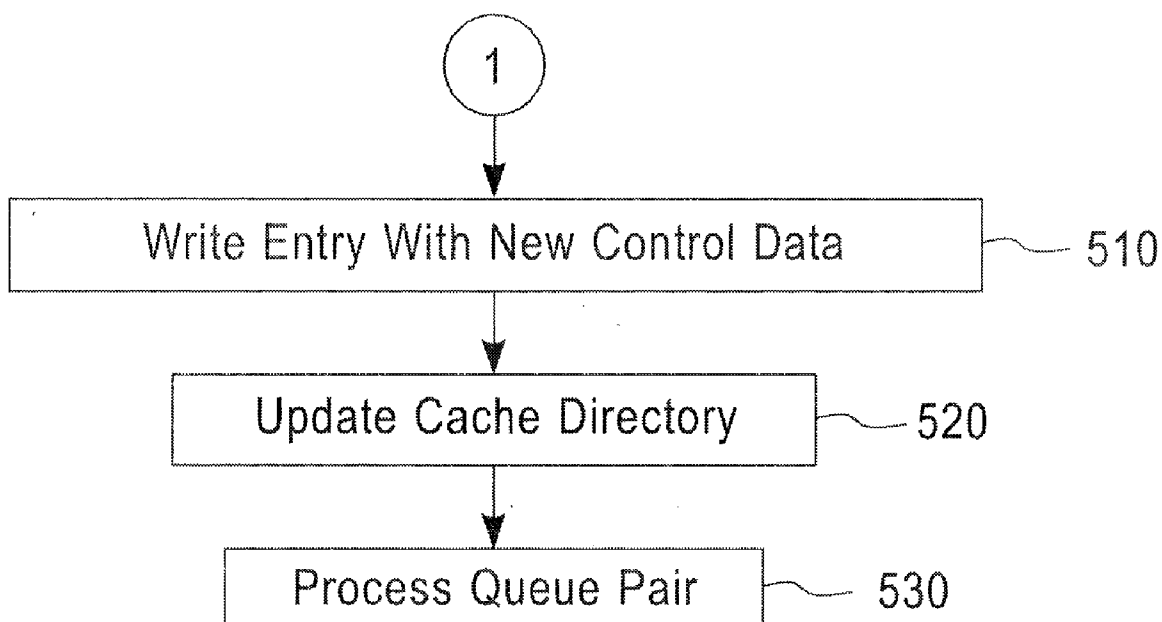 1
Write Entry With New Control Data
510
Update Cache Directory
520
Process Queue Pair
530